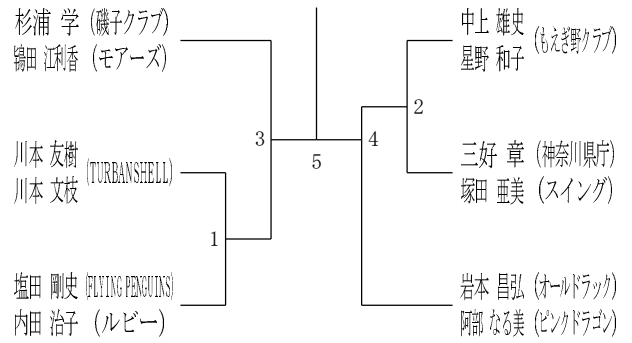 杉浦 学 (磯子クラブ)
鴇田 江利香 (モアーズ)
川本 友樹
川本 文枝
(TURBANSHELL)
塩田 剛史 (FLYING PENGUINS)
内田 治子 (ルビー)
1
3
5
4
2
中上 雄史
星野 和子
(もえぎ野クラブ)
三好 章 (神奈川県庁)
塚田 亜美 (スイング)
岩本 昌弘 (オールドラック)
阿部 なる美 (ピンクドラゴン)